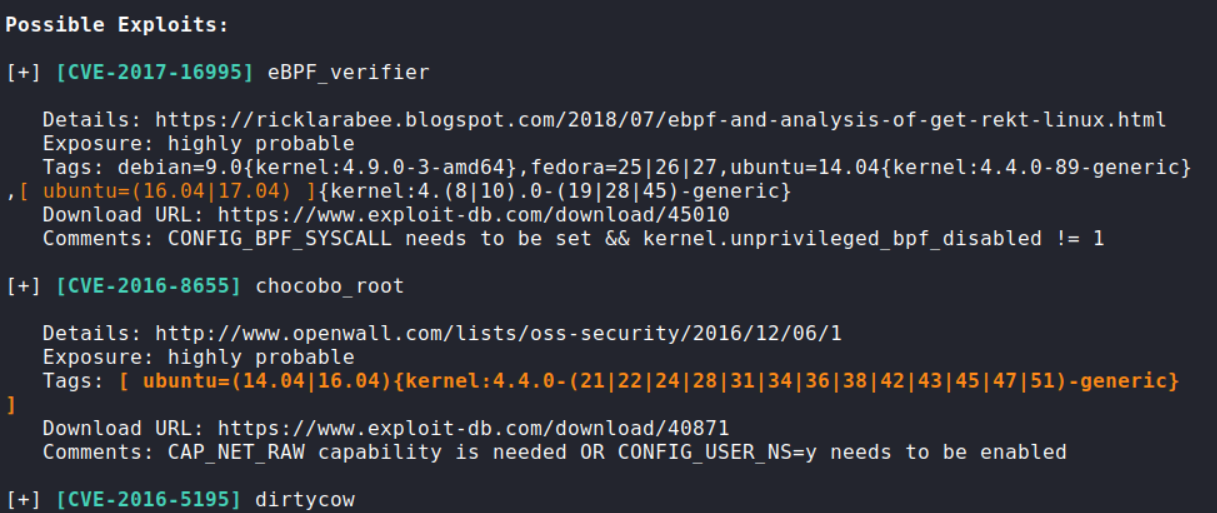 Possible Exploits:
[+] [CVE-2017-16995] eBPF_verifier
Details: https://ricklarabee.blogspot.com/2018/07/ebpf-and-analysis-of-get-rekt-linux.html
Exposure: highly probable
Tags: debian=9.0{kernel:4.9.0-3-amd64},fedora=25|26|27,ubuntu=14.04{kernel:4.4.0-89-generic}
,[ ubuntu=(16.04|17.04) ]{kernel:4.(8|10).0-(19|28|45)-generic}
Download URL: https://www.exploit-db.com/download/45010
Comments: CONFIG_BPF_SYSCALL needs to be set && kernel.unprivileged_bpf_disabled != 1
[+] [CVE-2016-8655] chocobo_root
Details: http://www.openwall.com/lists/oss-security/2016/12/06/1
Exposure: highly probable
Tags: [ ubuntu=(14.04|16.04){kernel:4.4.0-(21|22|24|28|31|34|36|38|42|43|45|47|51)-generic}
]
Download URL: https://www.exploit-db.com/download/40871
Comments: CAP_NET_RAW capability is needed OR CONFIG_USER_NS=y needs to be enabled
[+] [CVE-2016-5195] dirtycow